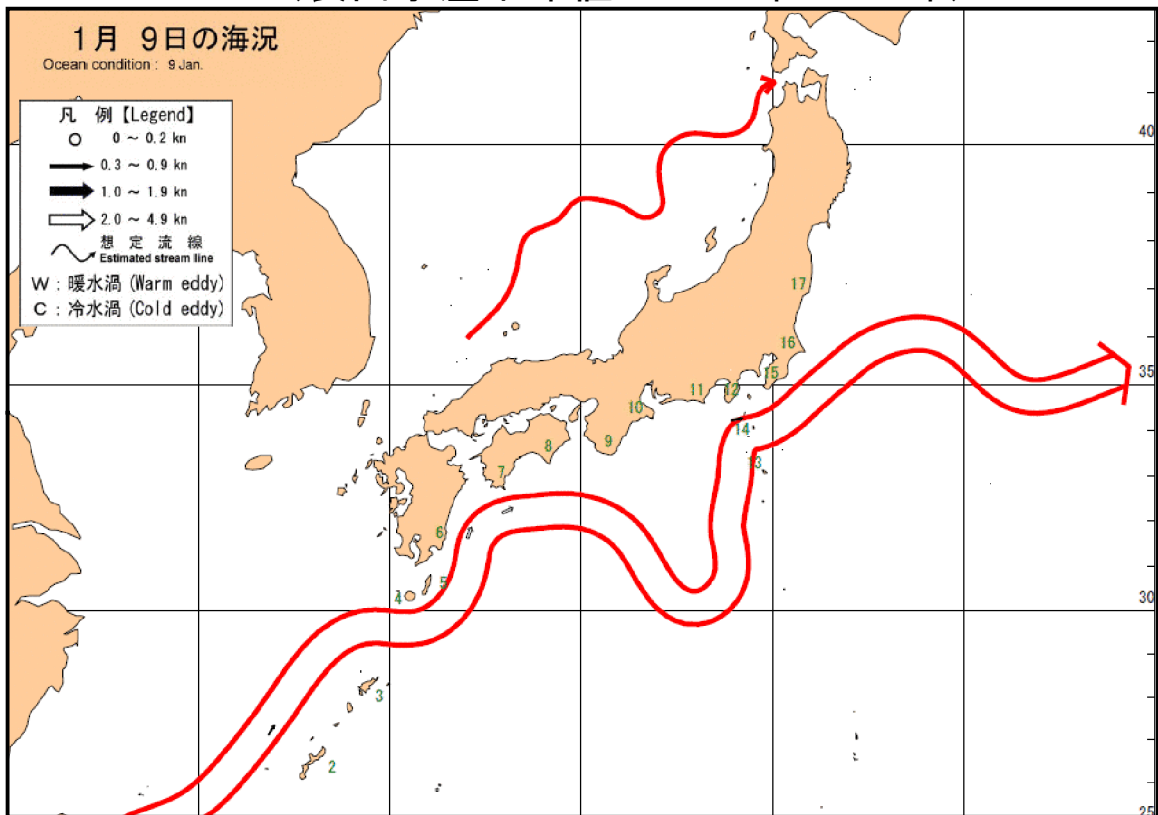 1月 9日の海況
Ocean condition : 9 Jan.
凡 例【Legend】
0 ～ 0.2 kn
0.3 ～ 0.9 kn
1.0 ～ 1.9 kn
2.0 ～ 4.9 kn
想 定 流 線
Estimated stream line
W : 暖水渦 (Warm eddy)
C : 冷水渦 (Cold eddy)
40
17
16
35
15
12
11
10
14
9
8
13
7
6
5
4
30
3
2
25